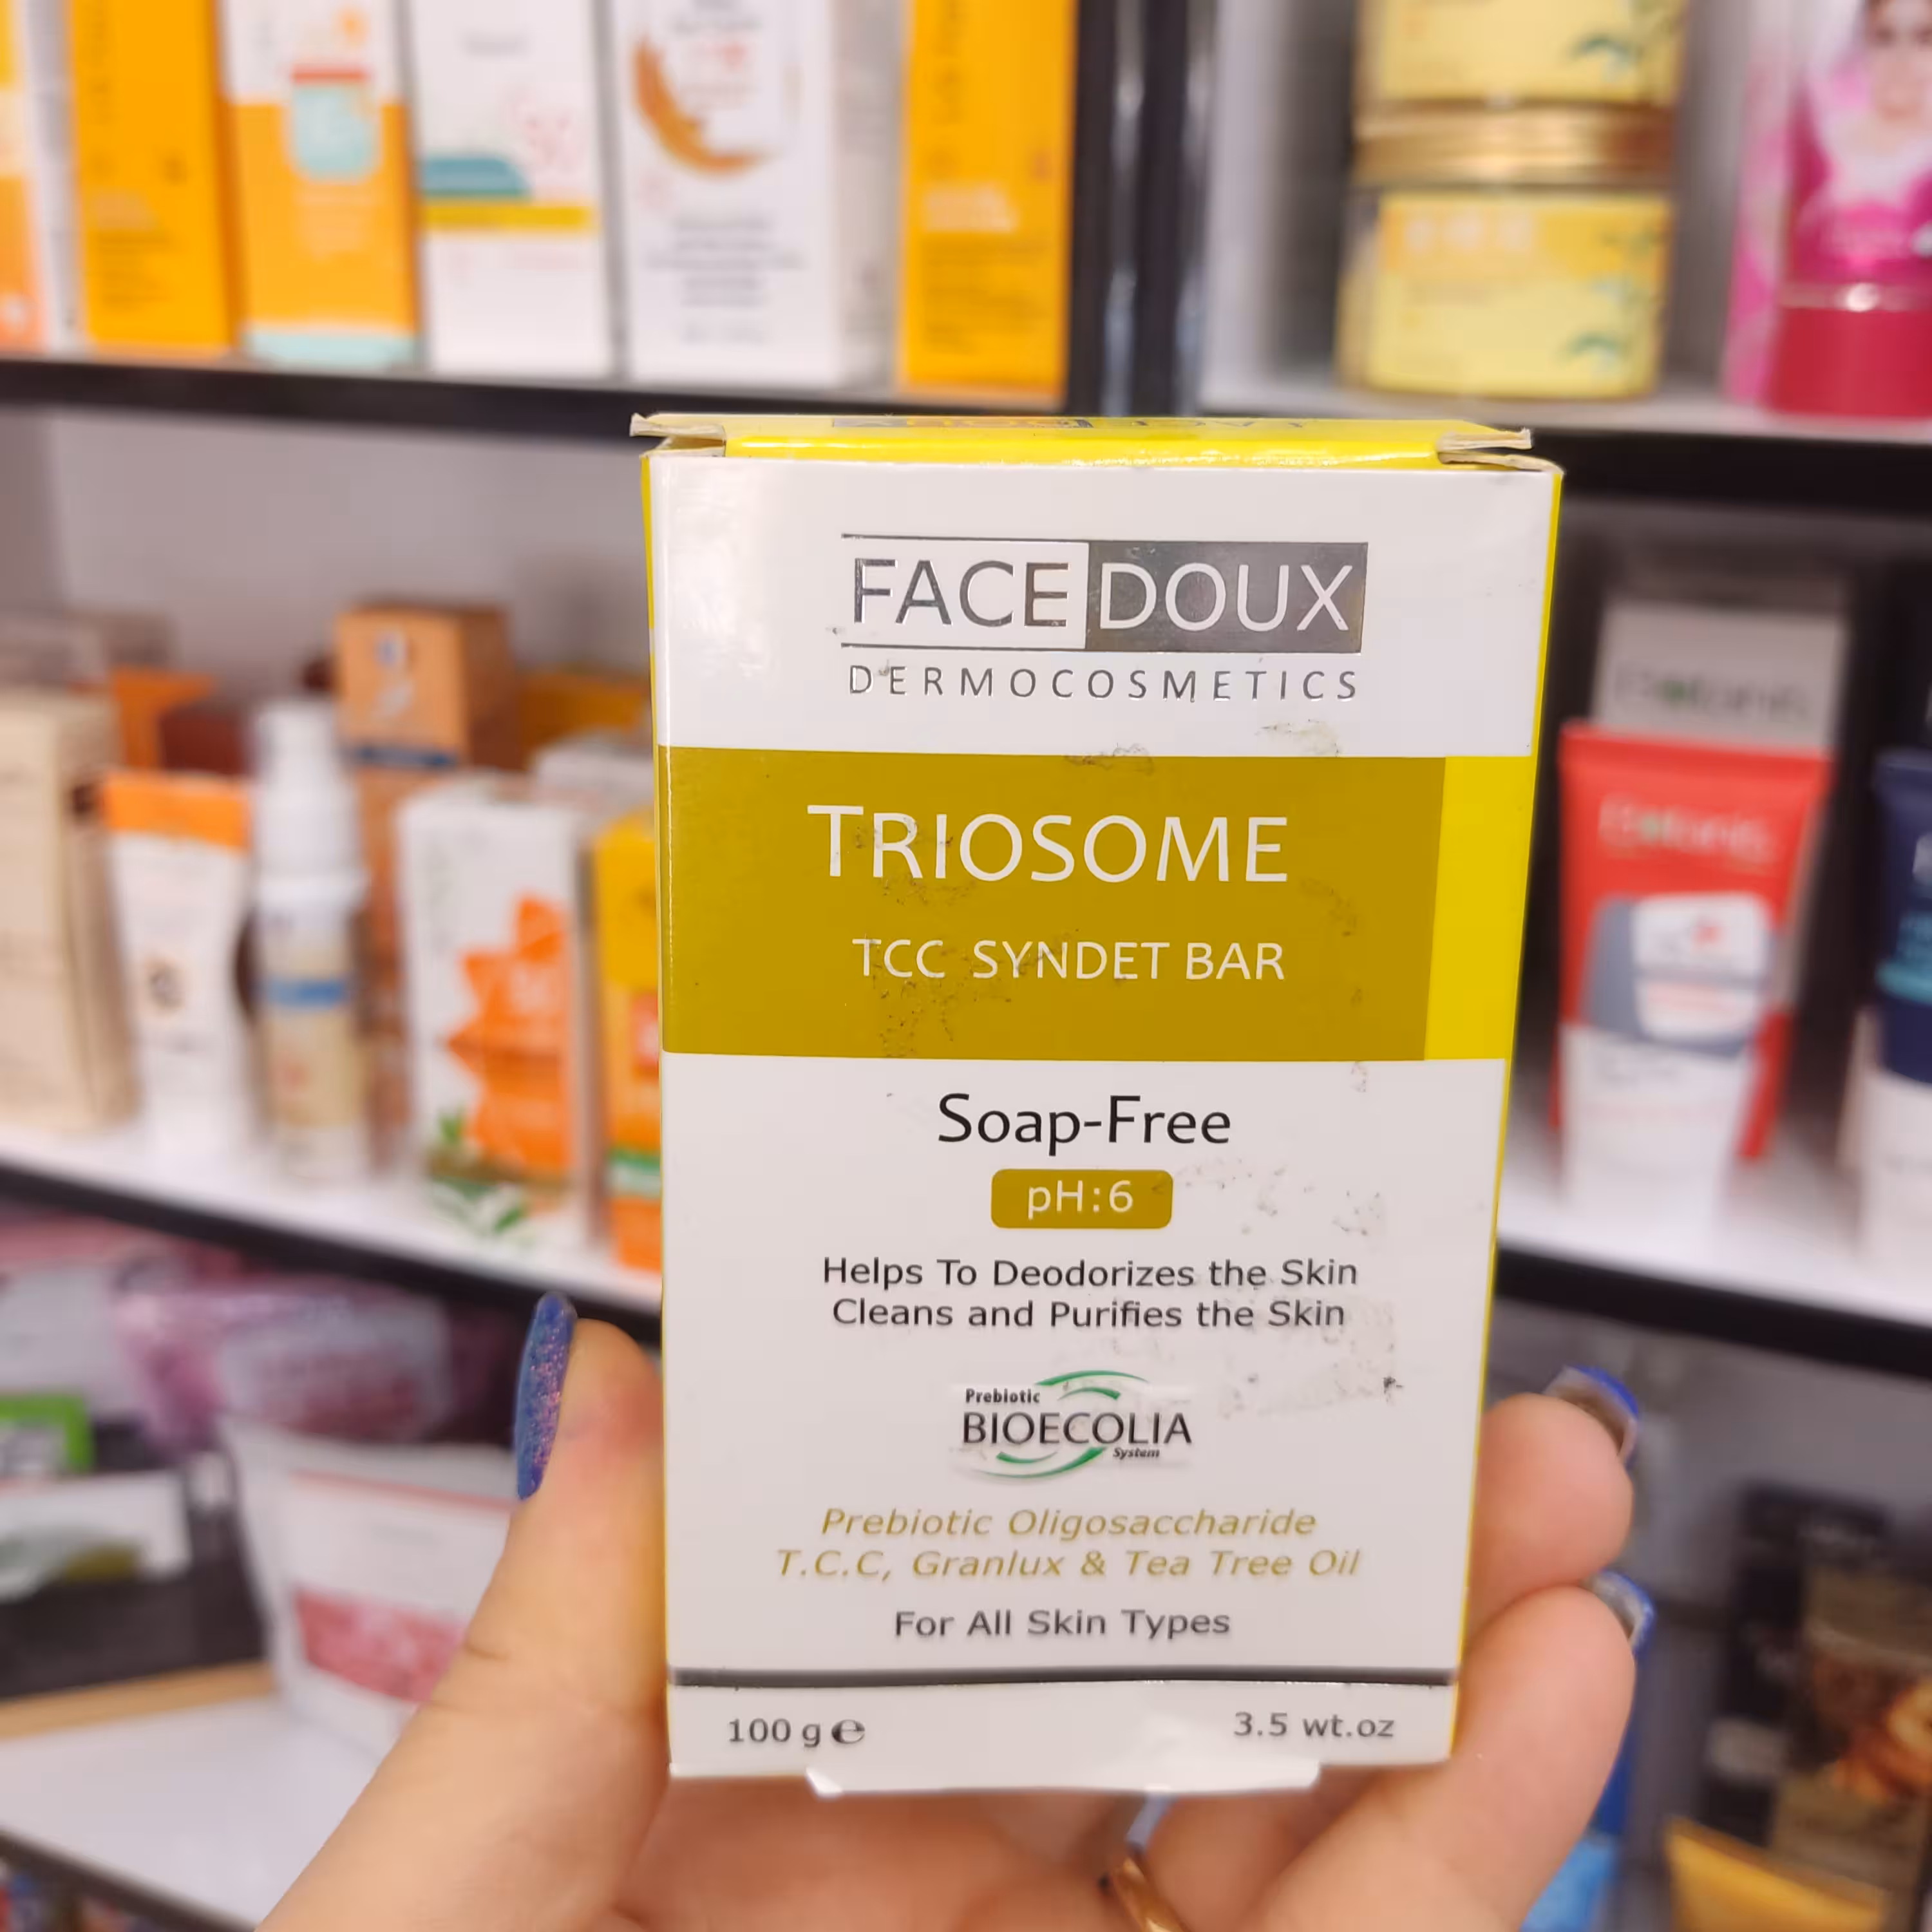 FACE DOUX
DERMOCOSMETICS
TRIOSOME
TCC SYNDET BAR
Soap-Free
pH:6
Helps To Deodorizes the Skin
Cleans and Purifies the Skin
Prebiotic
BIOECOLIA
System
Prebiotic Oligosaccharide
T.C.C, Granlux & Tea Tree Oil
For All Skin Types
100 g ℮
3.5 wt.oz